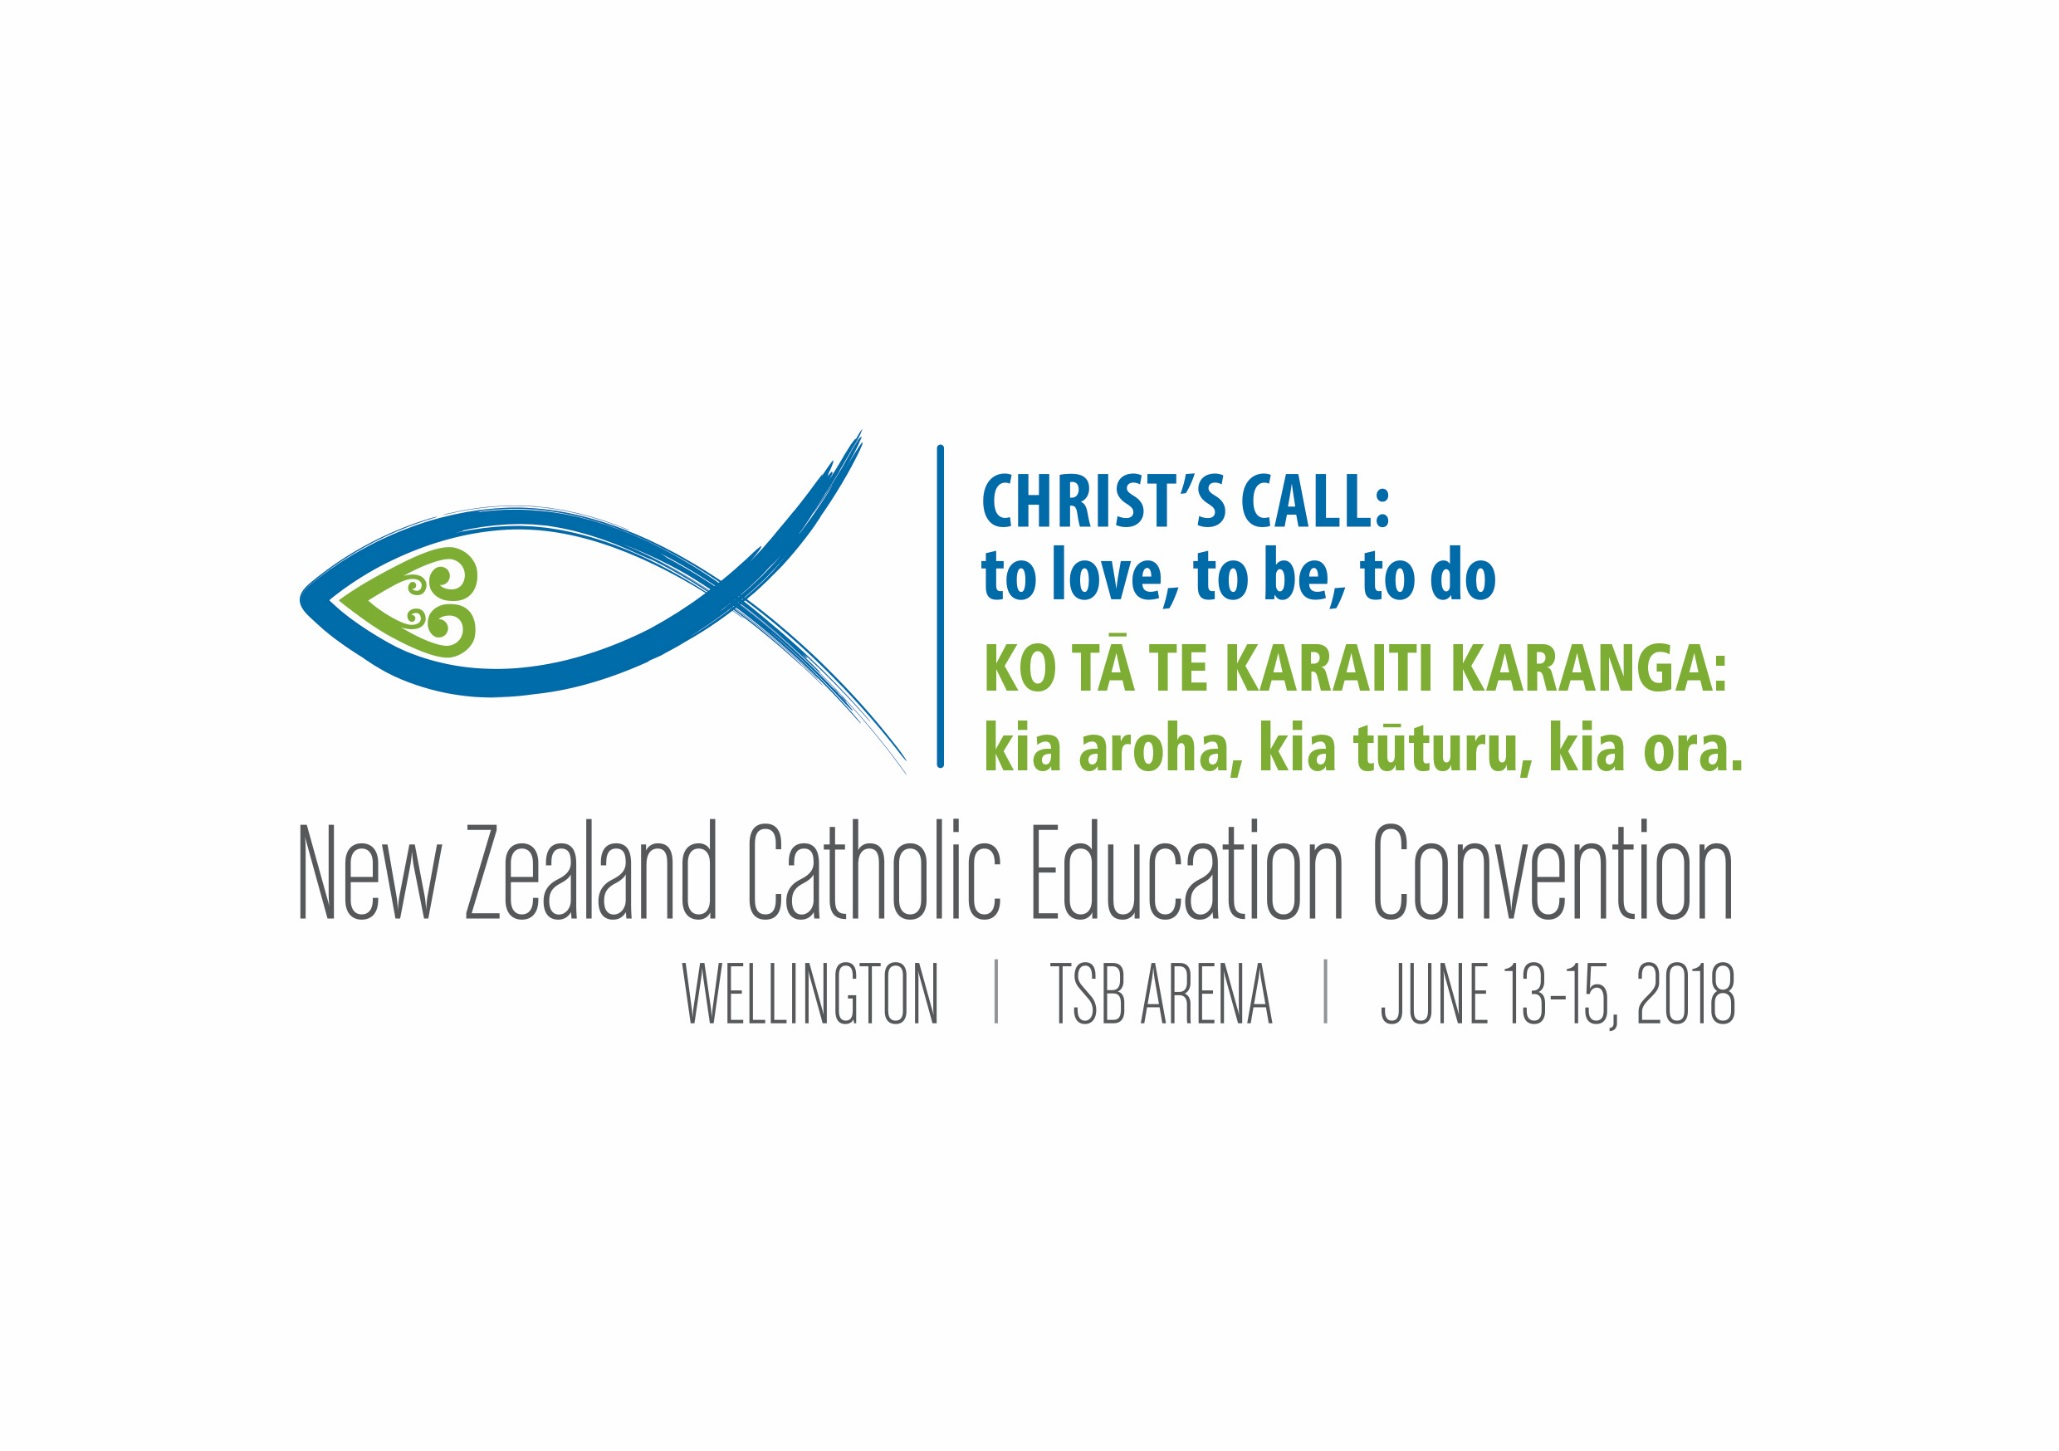 CHRIST’S CALL:
to love, to be, to do
KO TĀ TE KARAITI KARANGA:
kia aroha, kia tūturu, kia ora.
New Zealand Catholic Education Convention
WELLINGTON | TSB ARENA | JUNE 13-15, 2018